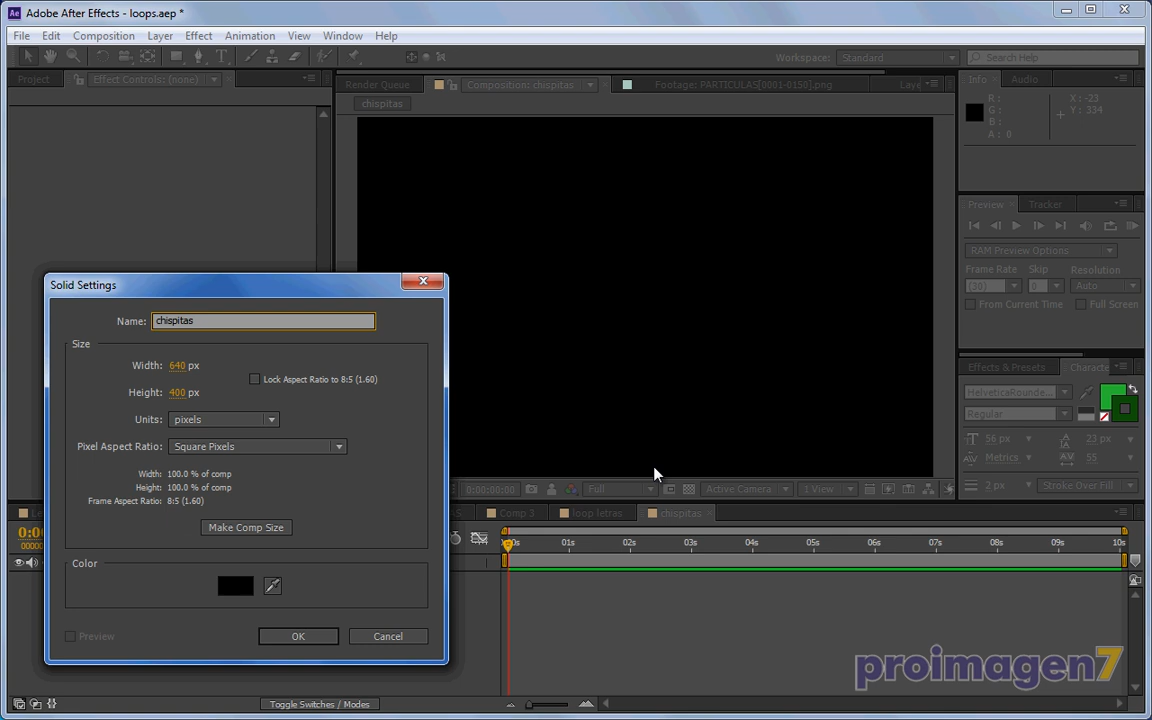 Adobe After Effects - loops.aep *
File Edit Composition Layer Effect Animation View Window Help
Workspace: Standard Search Help
Project Effect Controls: (none)
Render Queue Composition: chispitas Footage: PARTICULAS[0001-0150].png Laye
chispitas
Info Audio
R : X : -23
G : Y : 334
B :
A : 0
Preview Tracker
RAM Preview Options
Frame Rate Skip Resolution
(30) 0 Auto
From Current Time Full Screen
Effects & Presets Characte
HelveticaRounde...
Regular
56 px 23 px
Metrics 55
2 px Stroke Over Fill
Solid Settings
Name: chispitas
Size
Width: 640 px
Lock Aspect Ratio to 8:5 (1.60)
Height: 400 px
Units: pixels
Pixel Aspect Ratio: Square Pixels
Width: 100.0 % of comp
Height: 100.0 % of comp
Frame Aspect Ratio: 8:5 (1.60)
Make Comp Size
Color
Preview OK Cancel
0:00:00:00 Full Active Camera 1 View
Le AS Comp 3 loop letras chispitas
0:0
0000
0s 01s 02s 03s 04s 05s 06s 07s 08s 09s 10s
Toggle Switches / Modes
proimagen7